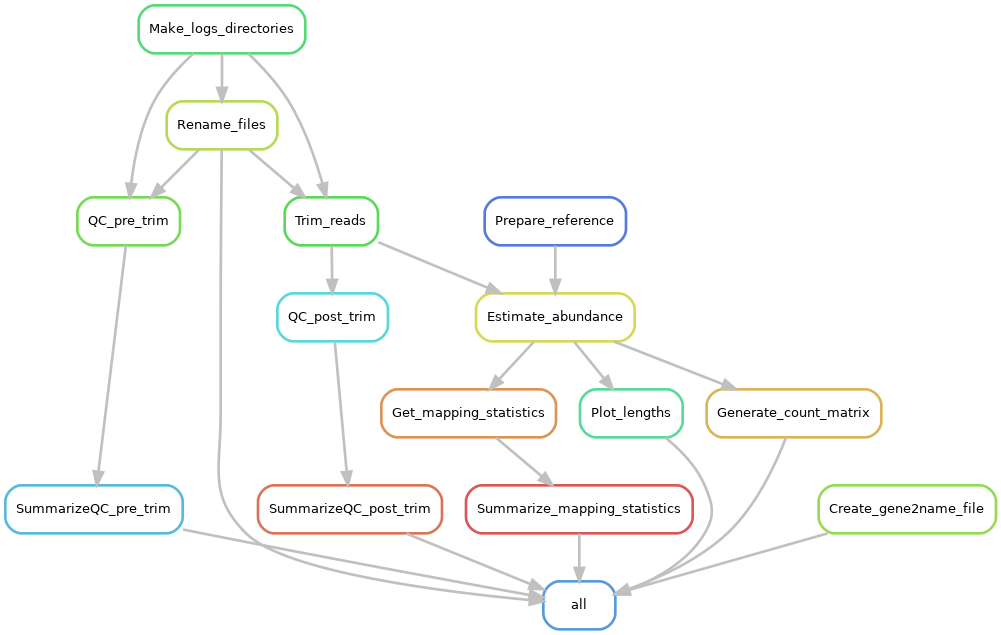 Make_logs_directories
Rename_files
QC_pre_trim
Trim_reads
Prepare_reference
QC_post_trim
Estimate_abundance
Get_mapping_statistics
Plot_lengths
Generate_count_matrix
SummarizeQC_pre_trim
SummarizeQC_post_trim
Summarize_mapping_statistics
Create_gene2name_file
all